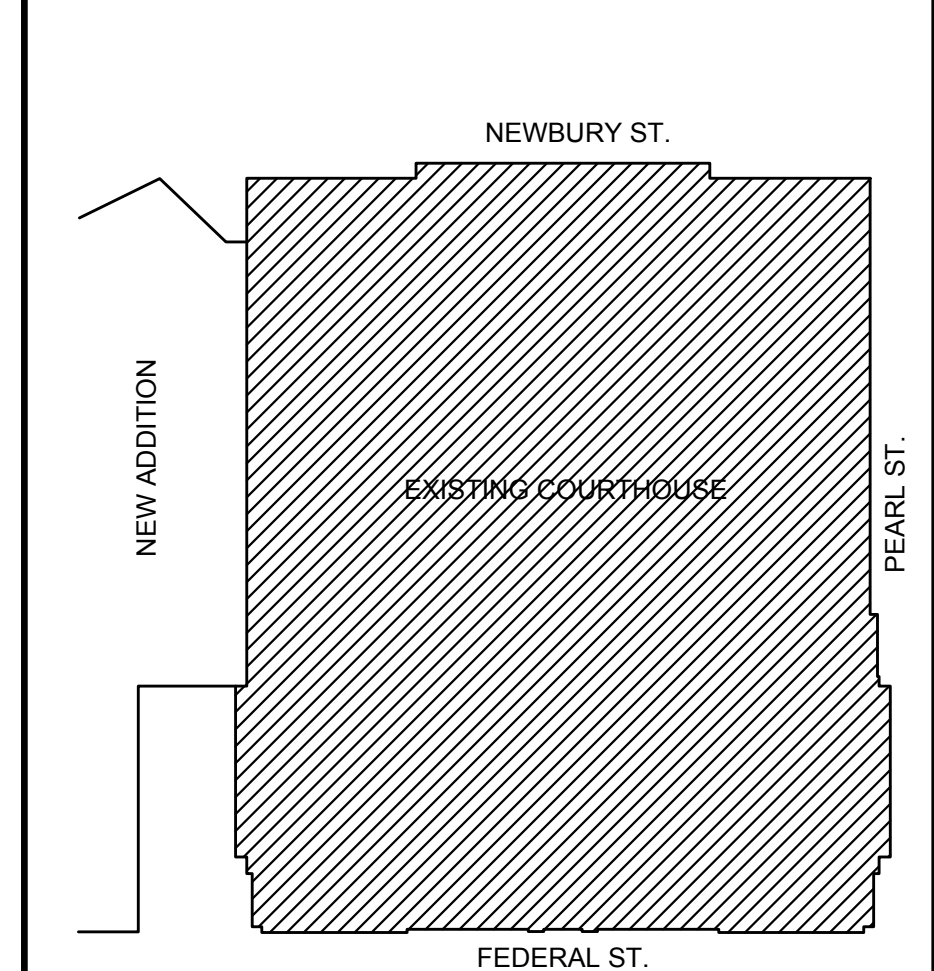 NEWBURY ST.
NEW ADDITION
EXISTING COURTHOUSE
PEARL ST.
FEDERAL ST.